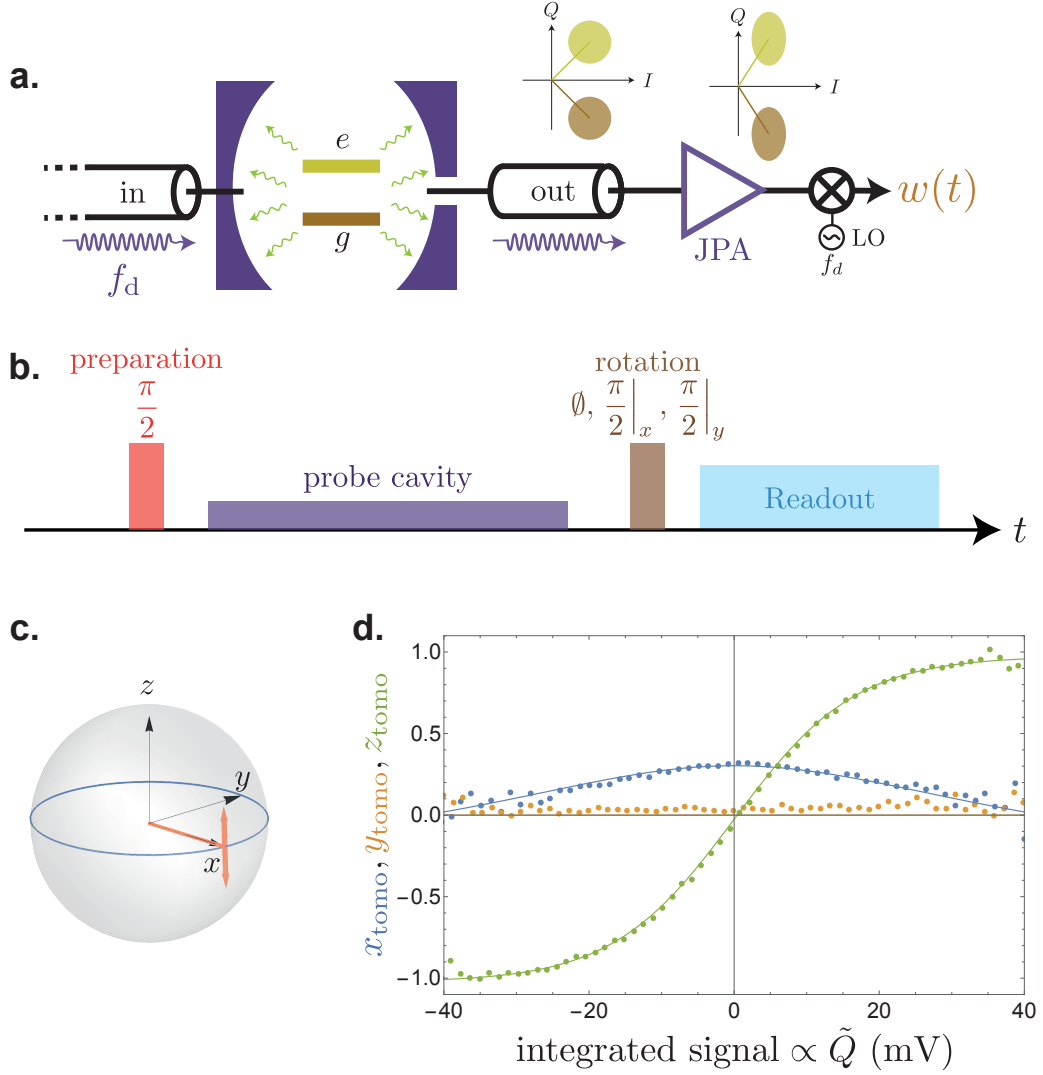 a.
Q
I
Q
I
in
f_d
e
g
out
JPA
LO
f_d
w(t)
b.
preparation
π/2
probe cavity
rotation
∅, π/2|_x, π/2|_y
Readout
t
c.
z
y
x
d.
x_tomo, y_tomo, z_tomo
1.0
0.5
0.0
−0.5
−1.0
−40 −20 0 20 40
integrated signal ∝ Q̃ (mV)